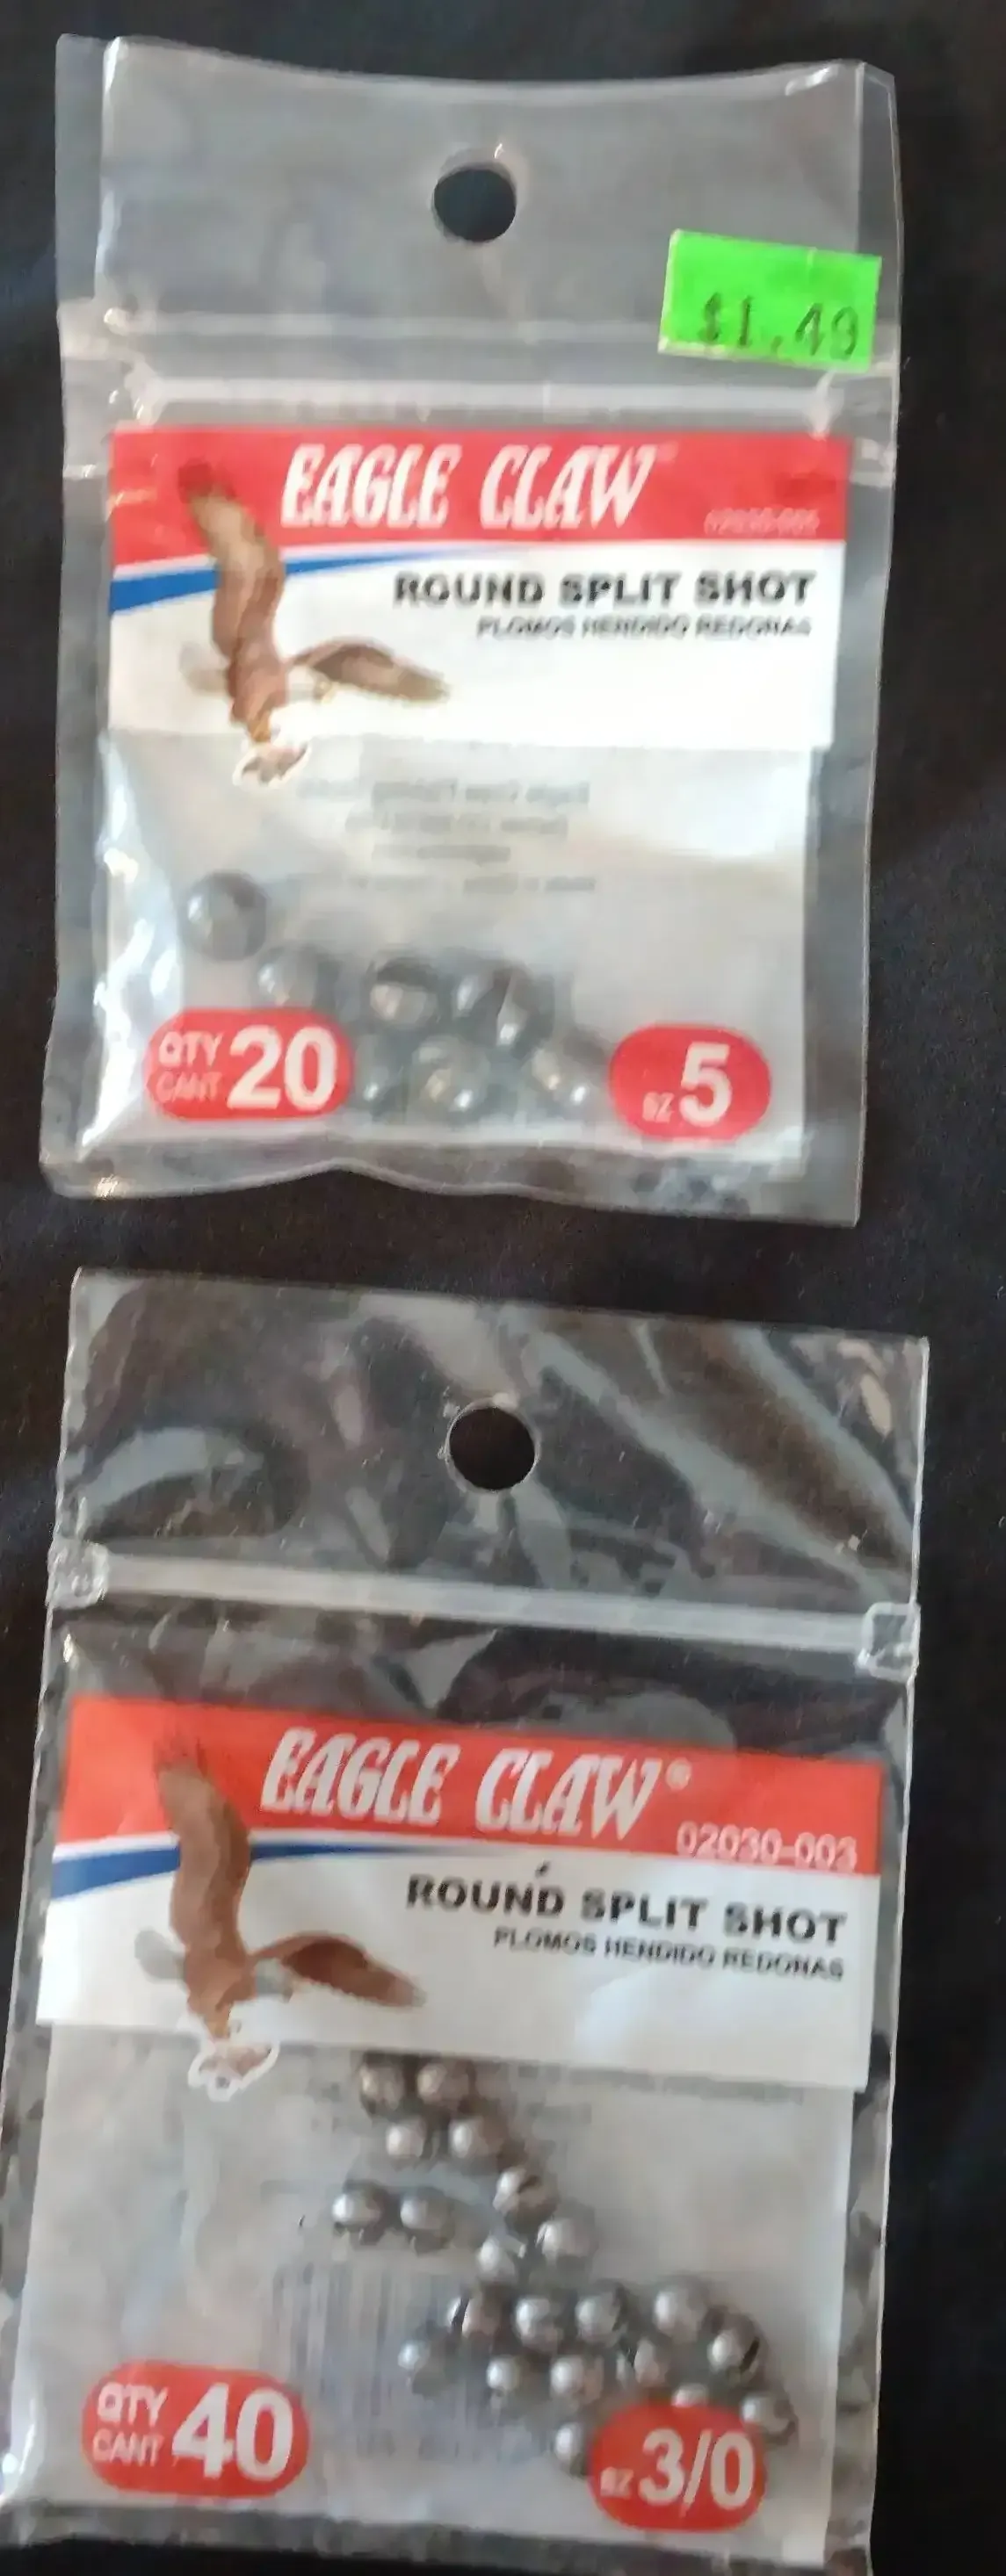 $1.49
EAGLE CLAW
ROUND SPLIT SHOT
PLOMOS HENDIDO REDONAS
QTY 20
CANT
SZ 5
EAGLE CLAW®
02030-003
ROUND SPLIT SHOT
PLOMOS HENDIDO REDONAS
QTY 40
CANT
SZ 3/0